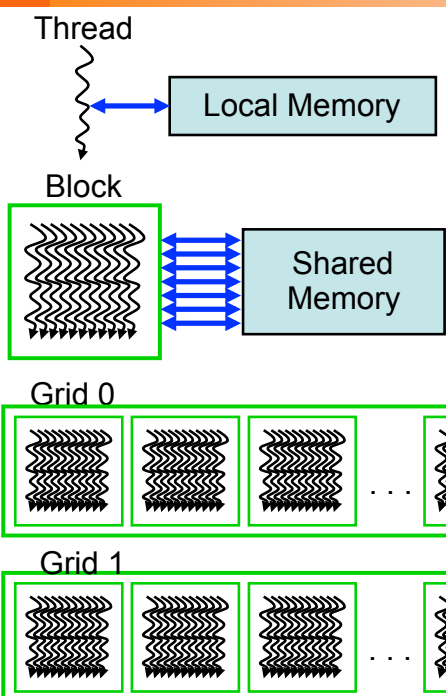 Thread
Local Memory
Block
Shared
Memory
Grid 0
. . .
Grid 1
. . .